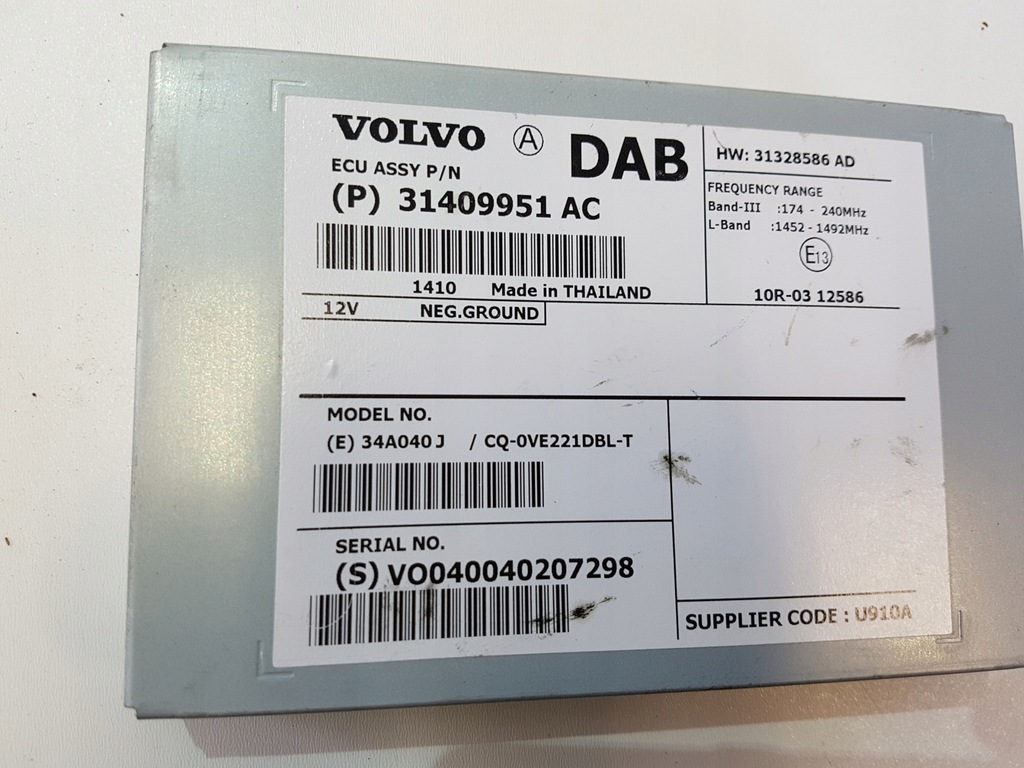 VOLVO Ⓐ DAB
ECU ASSY P/N
(P) 31409951 AC
1410 Made in THAILAND
12V NEG.GROUND
HW: 31328586 AD
FREQUENCY RANGE
Band-III :174 - 240MHz
L-Band :1452 - 1492MHz
E13
10R-03 12586
MODEL NO.
(E) 34A040J / CQ-0VE221DBL-T
SERIAL NO.
(S) VO040040207298
SUPPLIER CODE : U910A